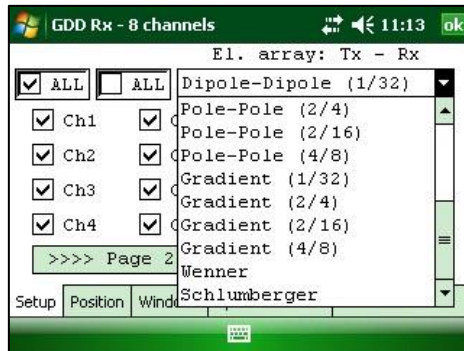 GDD Rx - 8 channels 11:13 ok
El. array: Tx - Rx
ALL ALL Dipole-Dipole (1/32)
Pole-Pole (2/4)
Ch1 Pole-Pole (2/16)
Ch2 Pole-Pole (4/8)
Gradient (1/32)
Ch3 Gradient (2/4)
Gradient (2/16)
Ch4 Gradient (4/8)
>>>> Page 2 Wenner
Schlumberger
Setup Position